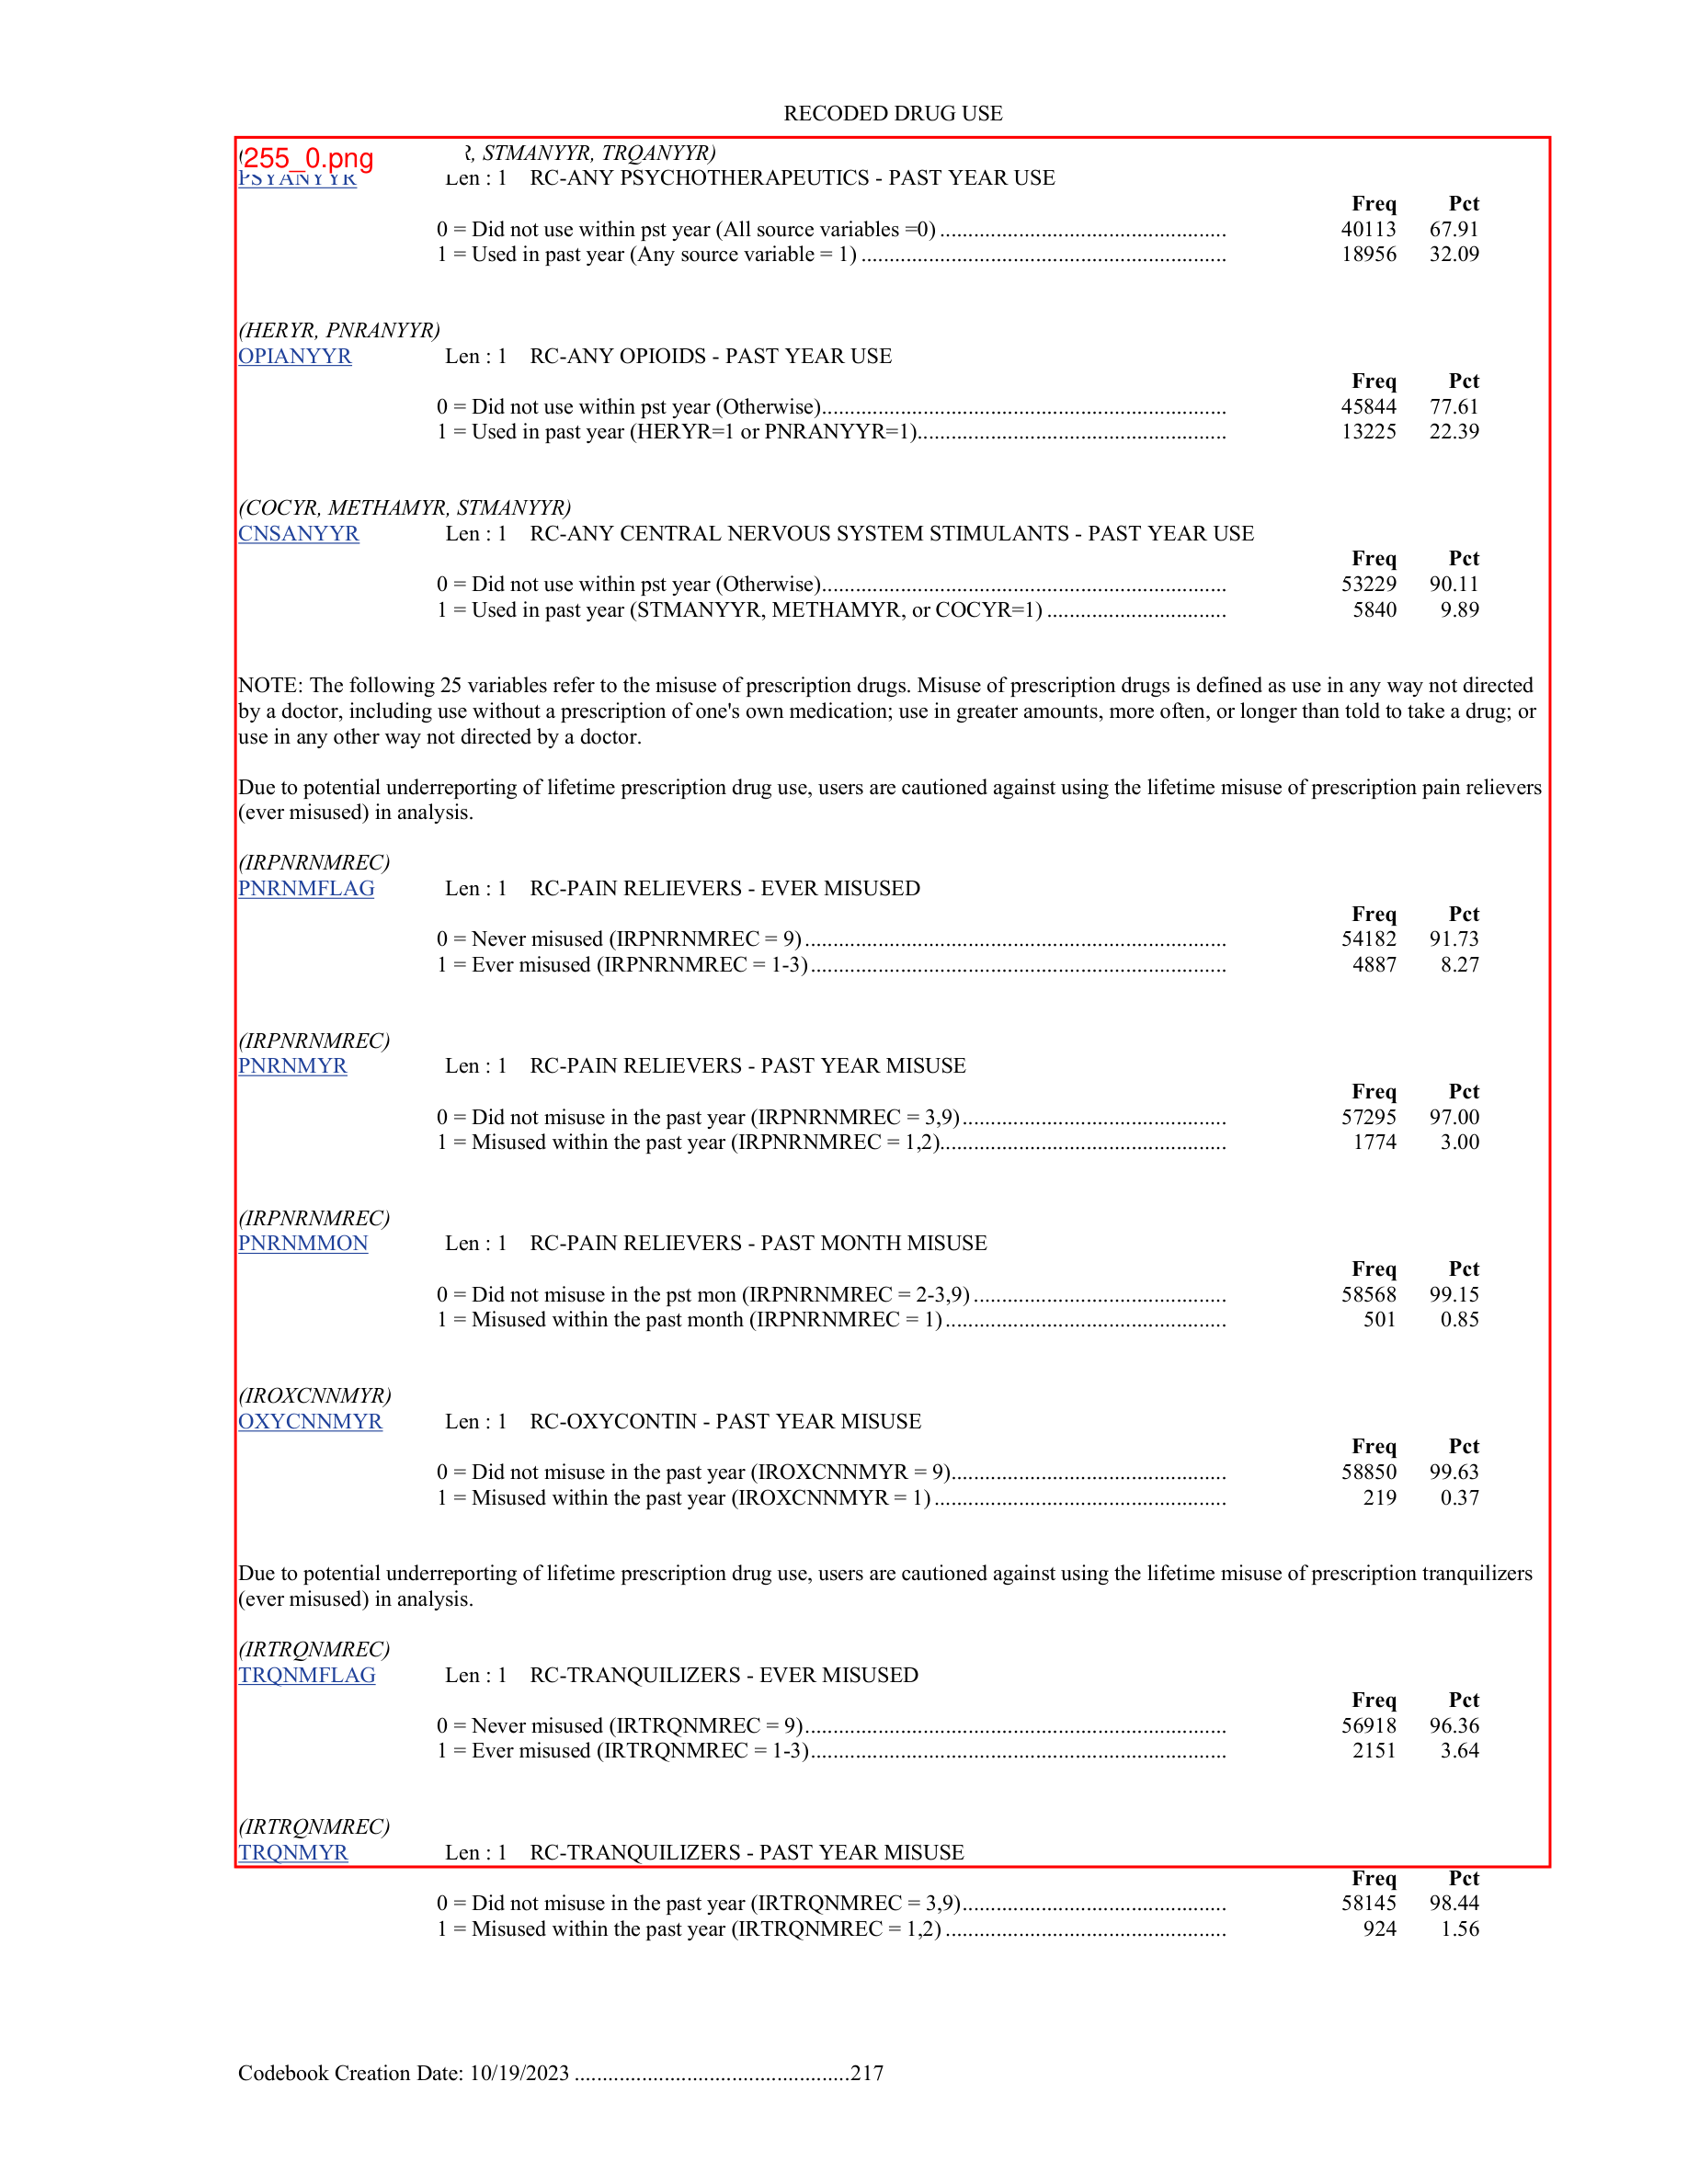 RECODED DRUG USE
255_0.png
, STMANYYR, TRQANYYR)
PSYANYYR Len : 1 RC-ANY PSYCHOTHERAPEUTICS - PAST YEAR USE
Freq Pct
0 = Did not use within pst year (All source variables =0) ................................................... 40113 67.91
1 = Used in past year (Any source variable = 1) ................................................................. 18956 32.09
(HERYR, PNRANYYR)
OPIANYYR Len : 1 RC-ANY OPIOIDS - PAST YEAR USE
Freq Pct
0 = Did not use within pst year (Otherwise)........................................................................ 45844 77.61
1 = Used in past year (HERYR=1 or PNRANYYR=1)....................................................... 13225 22.39
(COCYR, METHAMYR, STMANYYR)
CNSANYYR Len : 1 RC-ANY CENTRAL NERVOUS SYSTEM STIMULANTS - PAST YEAR USE
Freq Pct
0 = Did not use within pst year (Otherwise)........................................................................ 53229 90.11
1 = Used in past year (STMANYYR, METHAMYR, or COCYR=1) ................................ 5840 9.89
NOTE: The following 25 variables refer to the misuse of prescription drugs. Misuse of prescription drugs is defined as use in any way not directed
by a doctor, including use without a prescription of one's own medication; use in greater amounts, more often, or longer than told to take a drug; or
use in any other way not directed by a doctor.
Due to potential underreporting of lifetime prescription drug use, users are cautioned against using the lifetime misuse of prescription pain relievers
(ever misused) in analysis.
(IRPNRNMREC)
PNRNMFLAG Len : 1 RC-PAIN RELIEVERS - EVER MISUSED
Freq Pct
0 = Never misused (IRPNRNMREC = 9)........................................................................... 54182 91.73
1 = Ever misused (IRPNRNMREC = 1-3).......................................................................... 4887 8.27
(IRPNRNMREC)
PNRNMYR Len : 1 RC-PAIN RELIEVERS - PAST YEAR MISUSE
Freq Pct
0 = Did not misuse in the past year (IRPNRNMREC = 3,9)............................................... 57295 97.00
1 = Misused within the past year (IRPNRNMREC = 1,2)................................................... 1774 3.00
(IRPNRNMREC)
PNRNMMON Len : 1 RC-PAIN RELIEVERS - PAST MONTH MISUSE
Freq Pct
0 = Did not misuse in the pst mon (IRPNRNMREC = 2-3,9)............................................. 58568 99.15
1 = Misused within the past month (IRPNRNMREC = 1).................................................. 501 0.85
(IROXCNNMYR)
OXYCNNMYR Len : 1 RC-OXYCONTIN - PAST YEAR MISUSE
Freq Pct
0 = Did not misuse in the past year (IROXCNNMYR = 9)................................................. 58850 99.63
1 = Misused within the past year (IROXCNNMYR = 1).................................................... 219 0.37
Due to potential underreporting of lifetime prescription drug use, users are cautioned against using the lifetime misuse of prescription tranquilizers
(ever misused) in analysis.
(IRTRQNMREC)
TRQNMFLAG Len : 1 RC-TRANQUILIZERS - EVER MISUSED
Freq Pct
0 = Never misused (IRTRQNMREC = 9)........................................................................... 56918 96.36
1 = Ever misused (IRTRQNMREC = 1-3).......................................................................... 2151 3.64
(IRTRQNMREC)
TRQNMYR Len : 1 RC-TRANQUILIZERS - PAST YEAR MISUSE
Freq Pct
0 = Did not misuse in the past year (IRTRQNMREC = 3,9)............................................... 58145 98.44
1 = Misused within the past year (IRTRQNMREC = 1,2).................................................. 924 1.56
Codebook Creation Date: 10/19/2023 .................................................217